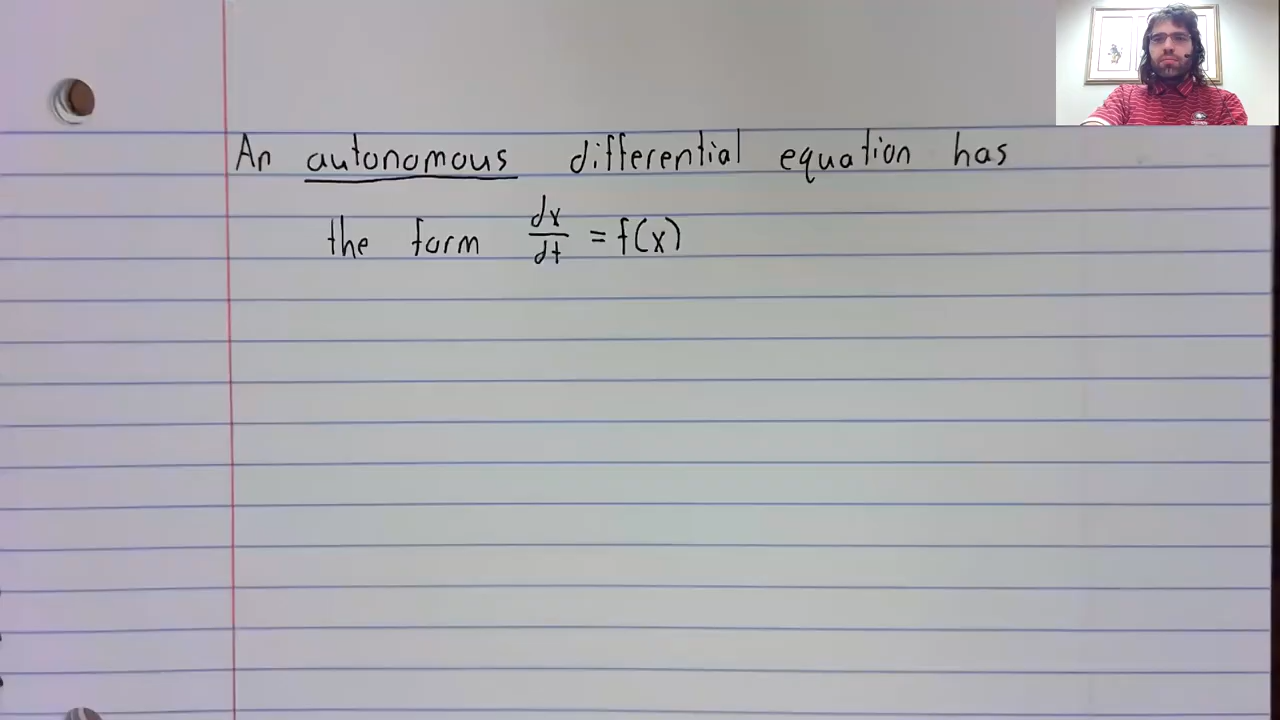 An autonomous differential equation has
the form dx/dt = f(x)